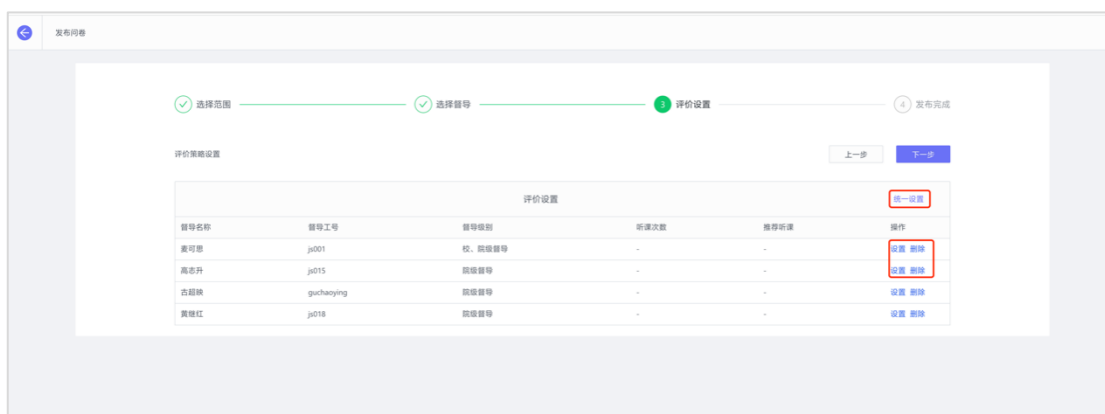 发布问卷
选择范围 选择督导 3 评价设置 4 发布完成
评价策略设置 上一步 下一步
评价设置 统一设置
督导名称 督导工号 督导级别 听课次数 推荐听课 操作
麦可思 js001 校、院级督导 - - 设置 删除
高志升 js015 院级督导 - - 设置 删除
古超映 guchaoying 院级督导 - - 设置 删除
黄继红 js018 院级督导 - - 设置 删除